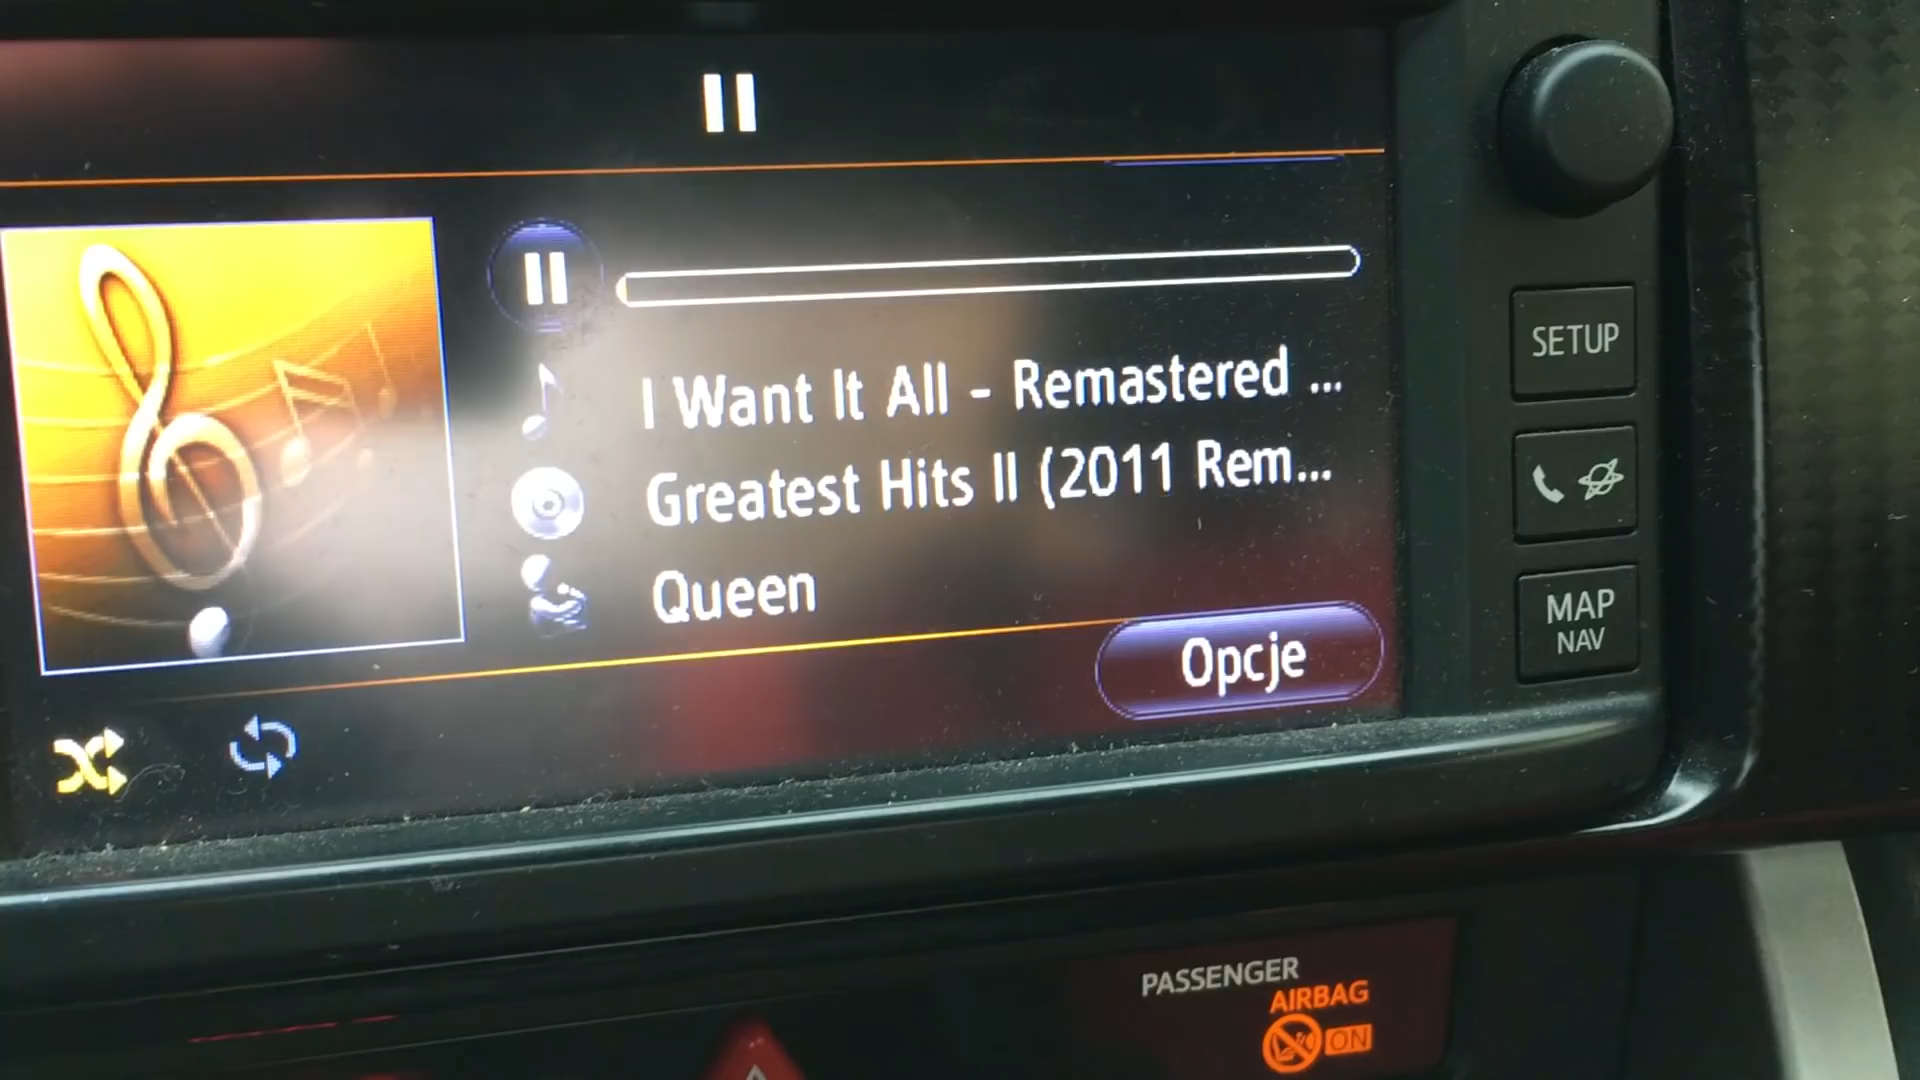 I Want It All - Remastered ...
Greatest Hits II (2011 Rem...
Queen
Opcje
SETUP
MAP
NAV
PASSENGER
AIRBAG
ON